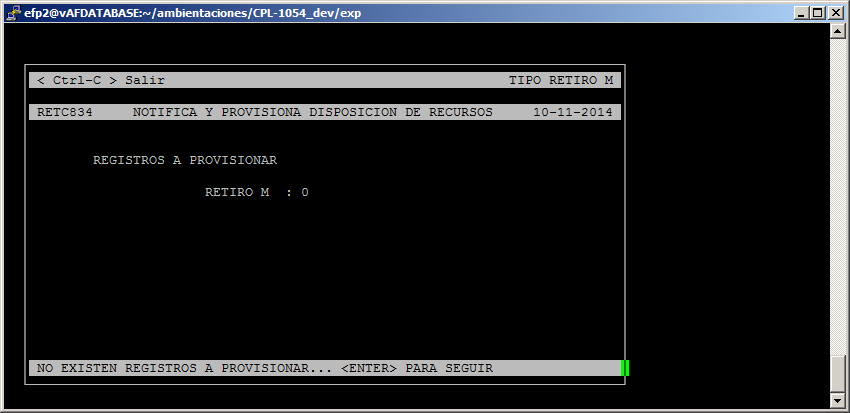 efp2@vAFDATABASE:~/ambientaciones/CPL-1054_dev/exp
< Ctrl-C > Salir TIPO RETIRO M
RETC834 NOTIFICA Y PROVISIONA DISPOSICION DE RECURSOS 10-11-2014
REGISTROS A PROVISIONAR
RETIRO M : 0
NO EXISTEN REGISTROS A PROVISIONAR... <ENTER> PARA SEGUIR